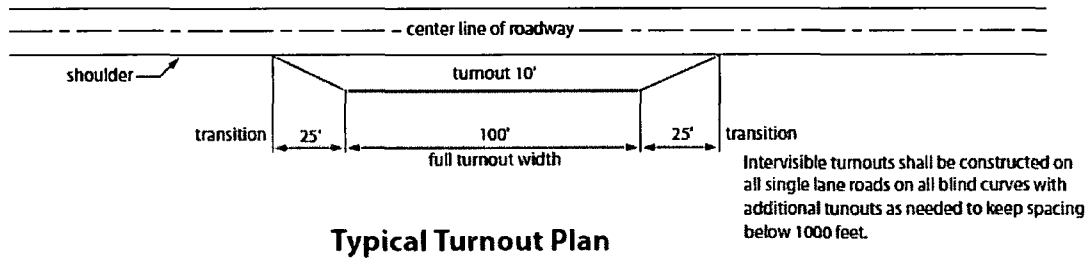 center line of roadway
shoulder
turnout 10'
transition 25' 100' 25' transition
full turnout width
Intervisible turnouts shall be constructed on
all single lane roads on all blind curves with
additional tunouts as needed to keep spacing
below 1000 feet.
Typical Turnout Plan